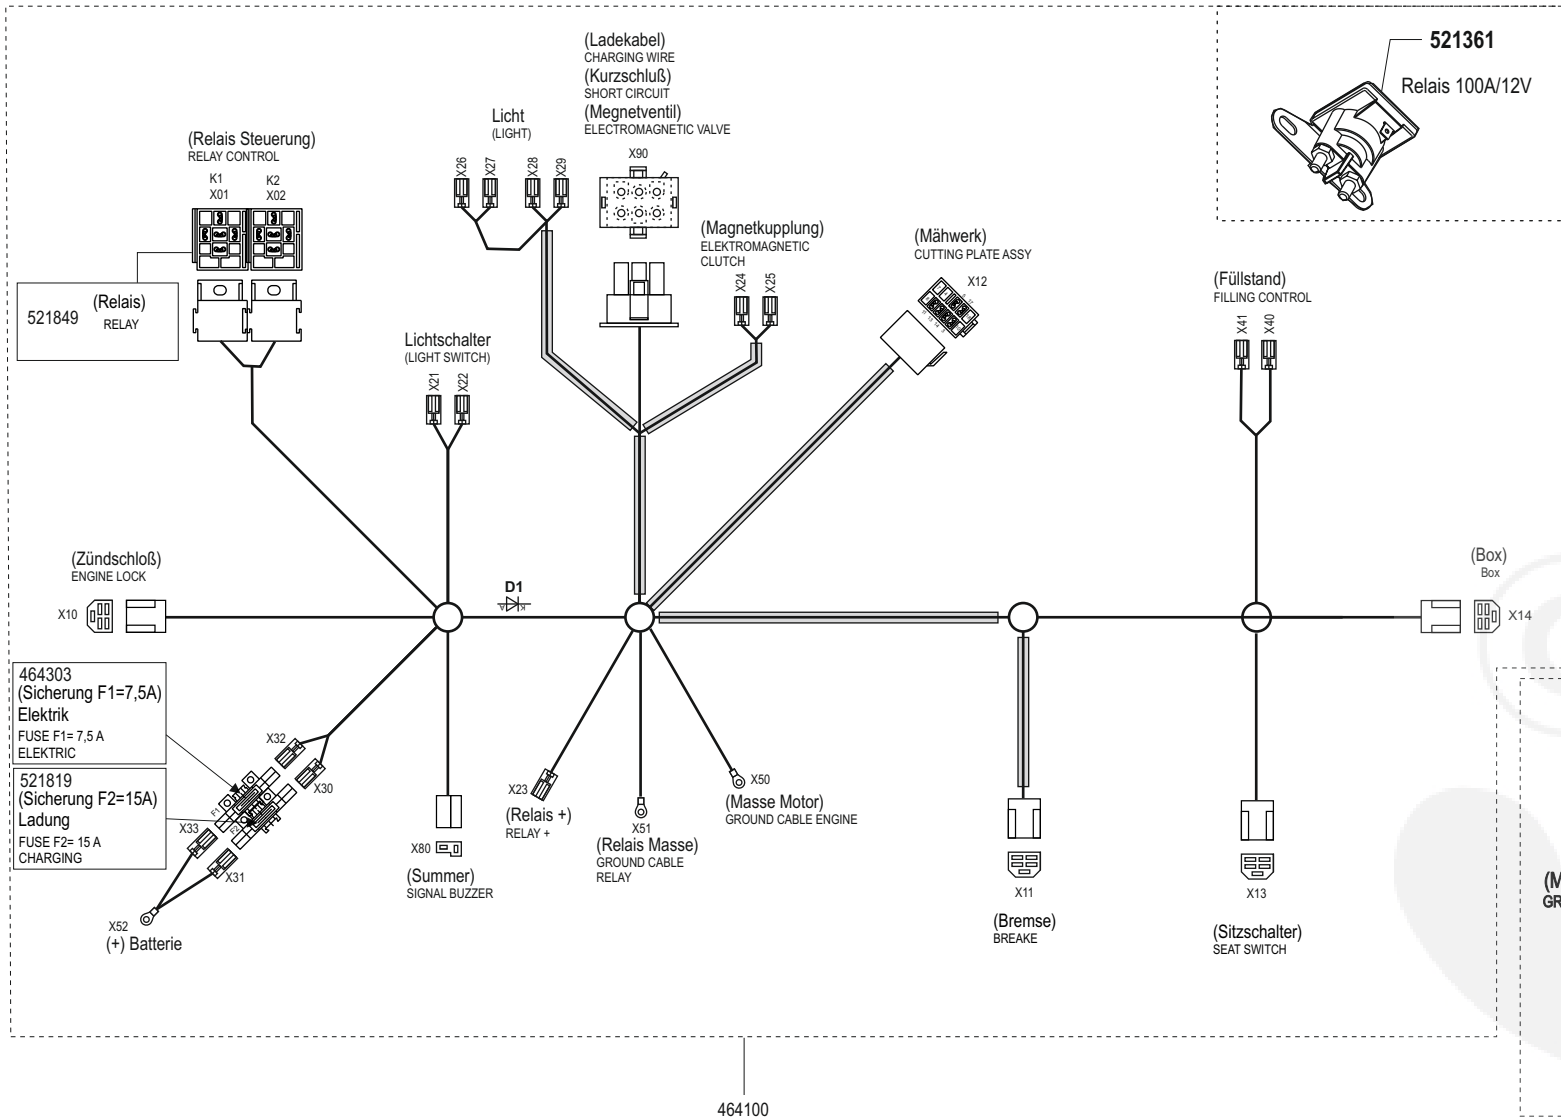 (Ladekabel)
CHARGING WIRE
(Kurzschluß)
SHORT CIRCUIT
(Megnetventil)
ELECTROMAGNETIC VALVE
X90
521361
Relais 100A/12V
Licht
(LIGHT)
X26
X27
X28
X29
(Relais Steuerung)
RELAY CONTROL
K1
X01
K2
X02
(Magnetkupplung)
ELEKTROMAGNETIC
CLUTCH
X24
X25
(Mähwerk)
CUTTING PLATE ASSY
X12
(Füllstand)
FILLING CONTROL
X41
X40
521849
(Relais)
RELAY
Lichtschalter
(LIGHT SWITCH)
X21
X22
(Zündschloß)
ENGINE LOCK
X10
D1
A
K
(Box)
Box
X14
464303
(Sicherung F1=7,5A)
Elektrik
FUSE F1= 7,5 A
ELEKTRIC
521819
(Sicherung F2=15A)
Ladung
FUSE F2= 15 A
CHARGING
X32
X30
F1
F2
X33
X31
X52
(+) Batterie
X80
(Summer)
SIGNAL BUZZER
X23
(Relais +)
RELAY +
X51
(Relais Masse)
GROUND CABLE
RELAY
X50
(Masse Motor)
GROUND CABLE ENGINE
X11
(Bremse)
BREAKE
X13
(Sitzschalter)
SEAT SWITCH
(M
GR
464100